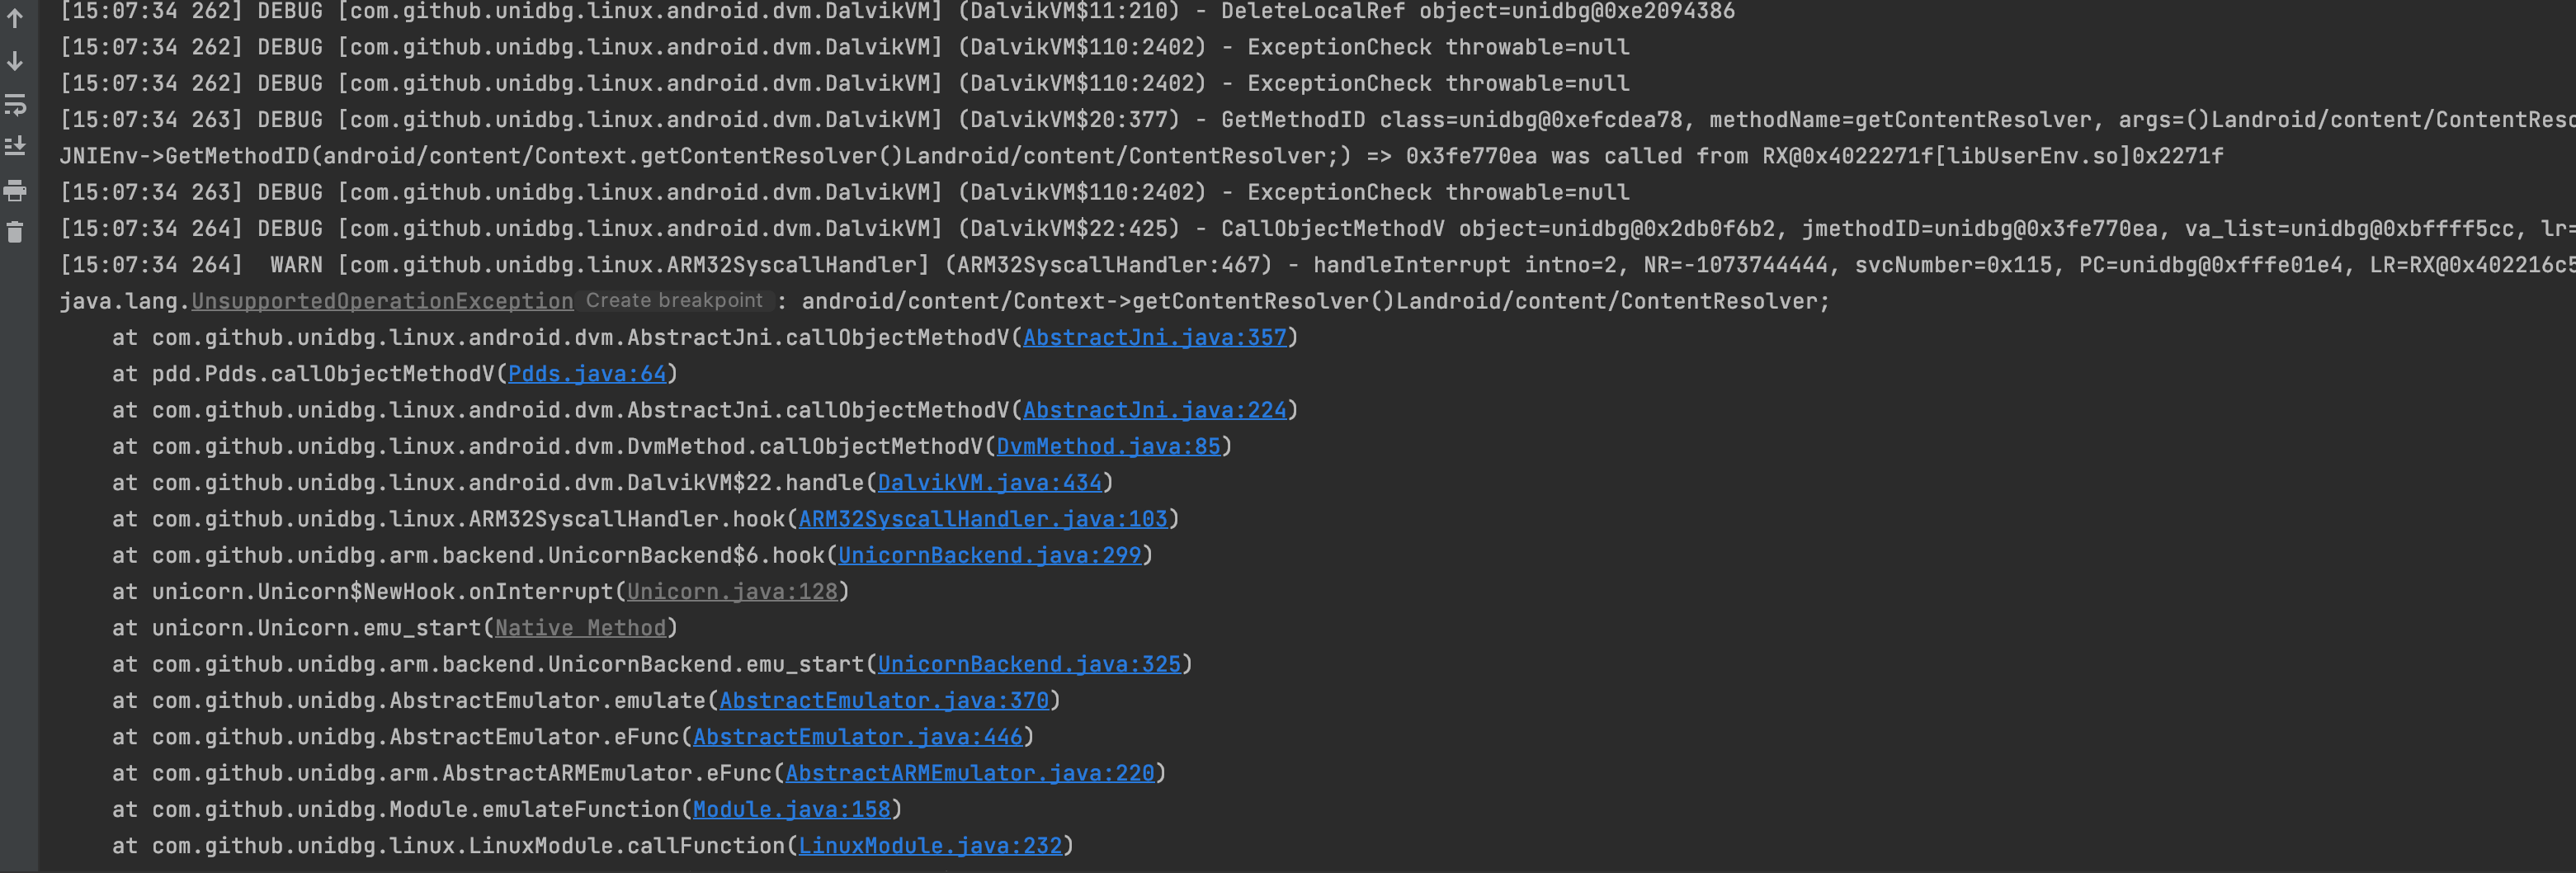 [15:07:34 262] DEBUG [com.github.unidbg.linux.android.dvm.DalvikVM] (DalvikVM$11:210) - DeleteLocalRef object=unidbg@0xe2094386
[15:07:34 262] DEBUG [com.github.unidbg.linux.android.dvm.DalvikVM] (DalvikVM$110:2402) - ExceptionCheck throwable=null
[15:07:34 262] DEBUG [com.github.unidbg.linux.android.dvm.DalvikVM] (DalvikVM$110:2402) - ExceptionCheck throwable=null
[15:07:34 263] DEBUG [com.github.unidbg.linux.android.dvm.DalvikVM] (DalvikVM$20:377) - GetMethodID class=unidbg@0xefcdea78, methodName=getContentResolver, args=()Landroid/content/ContentReso
JNIEnv->GetMethodID(android/content/Context.getContentResolver()Landroid/content/ContentResolver;) => 0x3fe770ea was called from RX@0x4022271f[libUserEnv.so]0x2271f
[15:07:34 263] DEBUG [com.github.unidbg.linux.android.dvm.DalvikVM] (DalvikVM$110:2402) - ExceptionCheck throwable=null
[15:07:34 264] DEBUG [com.github.unidbg.linux.android.dvm.DalvikVM] (DalvikVM$22:425) - CallObjectMethodV object=unidbg@0x2db0f6b2, jmethodID=unidbg@0x3fe770ea, va_list=unidbg@0xbffff5cc, lr=
[15:07:34 264]  WARN [com.github.unidbg.linux.ARM32SyscallHandler] (ARM32SyscallHandler:467) - handleInterrupt intno=2, NR=-1073744444, svcNumber=0x115, PC=unidbg@0xfffe01e4, LR=RX@0x402216c5
java.lang.UnsupportedOperationException Create breakpoint : android/content/Context->getContentResolver()Landroid/content/ContentResolver;
at com.github.unidbg.linux.android.dvm.AbstractJni.callObjectMethodV(AbstractJni.java:357)
at pdd.Pdds.callObjectMethodV(Pdds.java:64)
at com.github.unidbg.linux.android.dvm.AbstractJni.callObjectMethodV(AbstractJni.java:224)
at com.github.unidbg.linux.android.dvm.DvmMethod.callObjectMethodV(DvmMethod.java:85)
at com.github.unidbg.linux.android.dvm.DalvikVM$22.handle(DalvikVM.java:434)
at com.github.unidbg.linux.ARM32SyscallHandler.hook(ARM32SyscallHandler.java:103)
at com.github.unidbg.arm.backend.UnicornBackend$6.hook(UnicornBackend.java:299)
at unicorn.Unicorn$NewHook.onInterrupt(Unicorn.java:128)
at unicorn.Unicorn.emu_start(Native Method)
at com.github.unidbg.arm.backend.UnicornBackend.emu_start(UnicornBackend.java:325)
at com.github.unidbg.AbstractEmulator.emulate(AbstractEmulator.java:370)
at com.github.unidbg.AbstractEmulator.eFunc(AbstractEmulator.java:446)
at com.github.unidbg.arm.AbstractARMEmulator.eFunc(AbstractARMEmulator.java:220)
at com.github.unidbg.Module.emulateFunction(Module.java:158)
at com.github.unidbg.linux.LinuxModule.callFunction(LinuxModule.java:232)